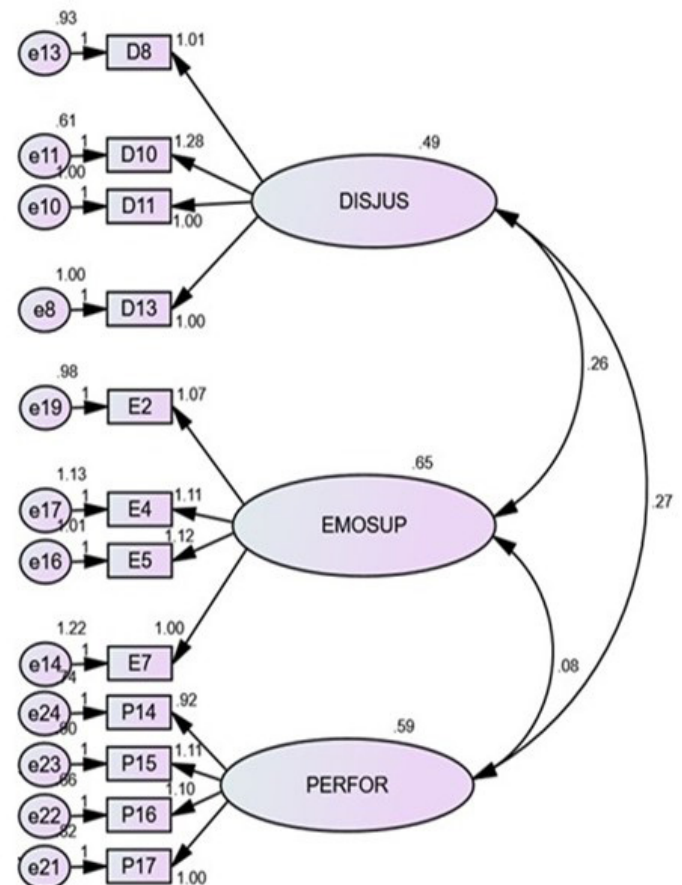 .93
e13 1 D8 1.01
.61
e11 1 D10 1.28
1.00
e10 1 D11 1.00
.49
DISJUS
1.00
e8 1 D13 1.00
.26
.98
e19 1 E2 1.07
1.13
e17 1 E4 1.11
1.01
e16 1 E5 1.12
.65
EMOSUP
.27
1.22
e14 1 E7 1.00
.08
.74
e24 1 P14 .92
e23 1 P15 1.11
e22 1 P16 1.10
e21 1 P17 1.00
.59
PERFOR